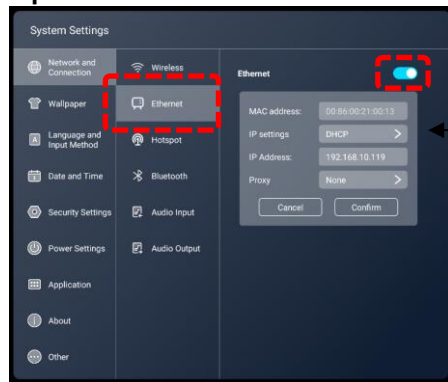 System Settings
Network and
Connection
Wallpaper
Language and
Input Method
Date and Time
Security Settings
Power Settings
Application
About
Other
Wireless
Ethernet
Hotspot
Bluetooth
Audio Input
Audio Output
Ethernet
MAC address: 00:86:00:21:00:13
IP settings DHCP >
IP Address: 192.168.10.119
Proxy None >
Cancel Confirm